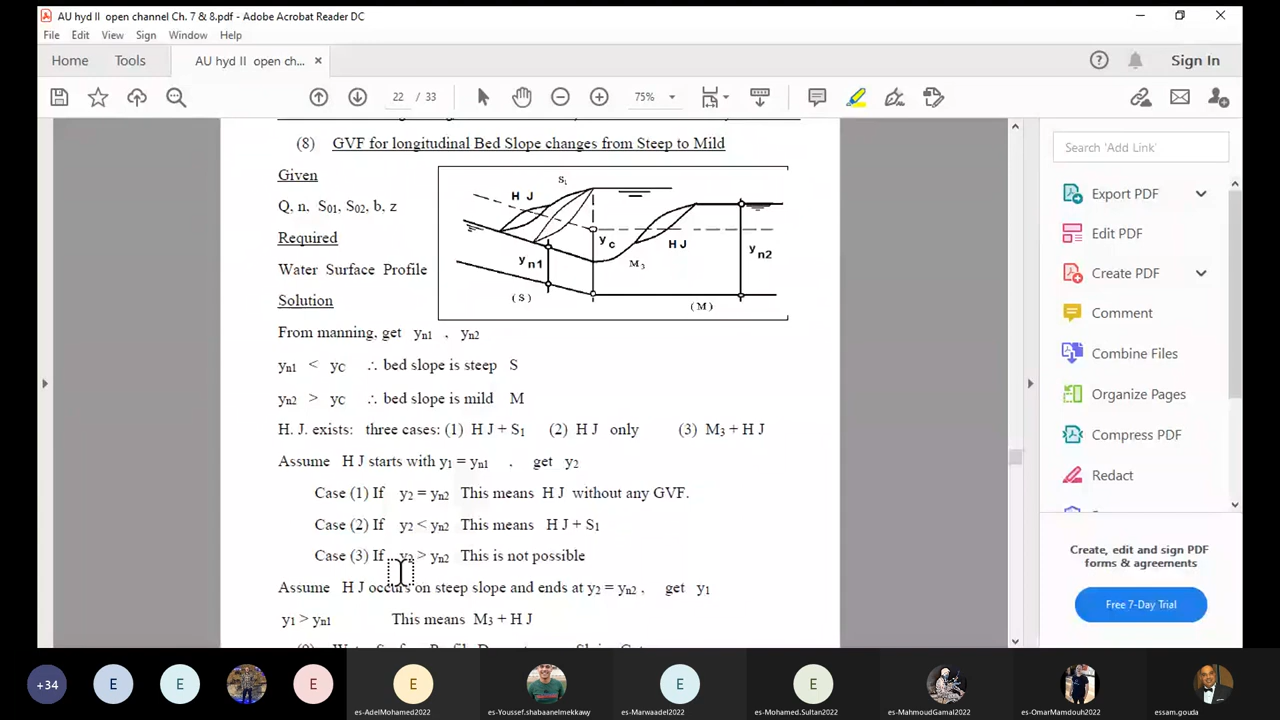 AU hyd II open channel Ch. 7 & 8.pdf - Adobe Acrobat Reader DC
File Edit View Sign Window Help
Home Tools AU hyd II open ch... × Sign In
22 / 33 75%
(8) GVF for longitudinal Bed Slope changes from Steep to Mild
Given
Q, n, S01, S02, b, z
Required
Water Surface Profile
Solution
H J
S1
yc
H J
yn1
M3
yn2
(S)
(M)
From manning, get yn1 , yn2
yn1 < yC ∴ bed slope is steep S
yn2 > yC ∴ bed slope is mild M
H. J. exists: three cases: (1) H J + S1 (2) H J only (3) M3 + H J
Assume H J starts with y1 = yn1 , get y2
Case (1) If y2 = yn2 This means H J without any GVF.
Case (2) If y2 < yn2 This means H J + S1
Case (3) If y2 > yn2 This is not possible
Assume H J occurs on steep slope and ends at y2 = yn2 , get y1
y1 > yn1 This means M3 + H J
Search 'Add Link'
Export PDF
Edit PDF
Create PDF
Comment
Combine Files
Organize Pages
Compress PDF
Redact
Create, edit and sign PDF
forms & agreements
Free 7-Day Trial
+34 E E E E E E
es-AdelMohamed2022 es-Youssef.shabaanelmekkawy es-Marwaadel2022 es-Mohamed.Sultan2022 es-MahmoudGamal2022 es-OmarMamdouh2022 essam.gouda